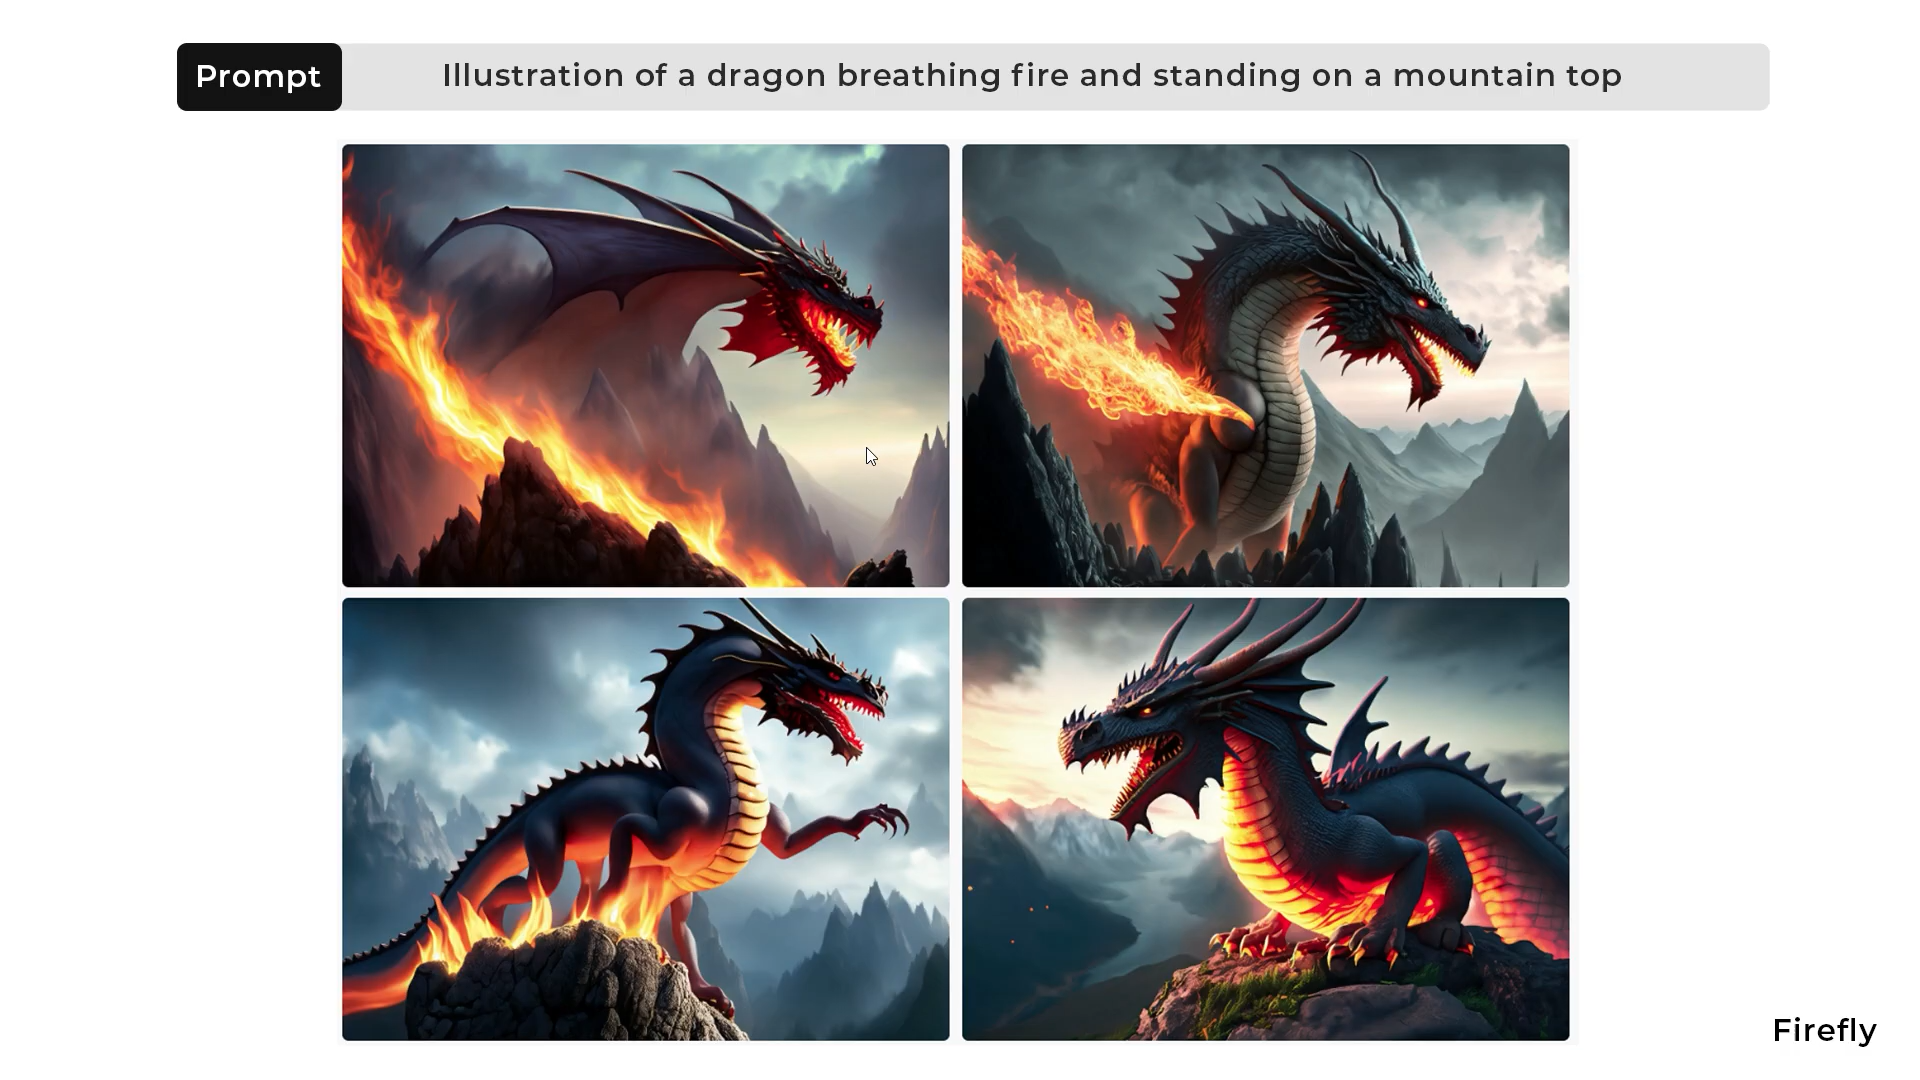 Prompt
Illustration of a dragon breathing fire and standing on a mountain top
Firefly